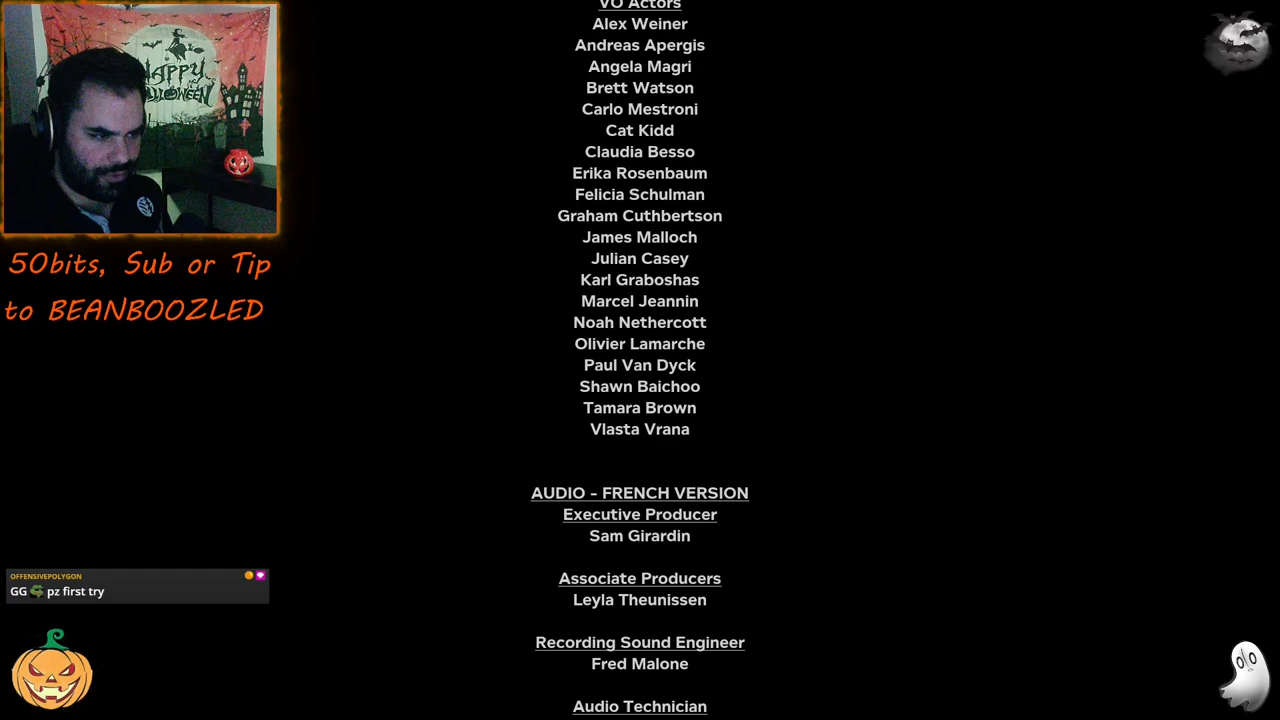 VO Actors
Alex Weiner
Andreas Apergis
Angela Magri
Brett Watson
Carlo Mestroni
Cat Kidd
Claudia Besso
Erika Rosenbaum
Felicia Schulman
Graham Cuthbertson
James Malloch
Julian Casey
Karl Graboshas
Marcel Jeannin
Noah Nethercott
Olivier Lamarche
Paul Van Dyck
Shawn Baichoo
Tamara Brown
Vlasta Vrana
AUDIO - FRENCH VERSION
Executive Producer
Sam Girardin
Associate Producers
Leyla Theunissen
Recording Sound Engineer
Fred Malone
Audio Technician
HAPPY
HALLOWEEN
50bits, Sub or Tip
to BEANBOOZLED
OFFENSIVEPOLYGON
GG pz first try